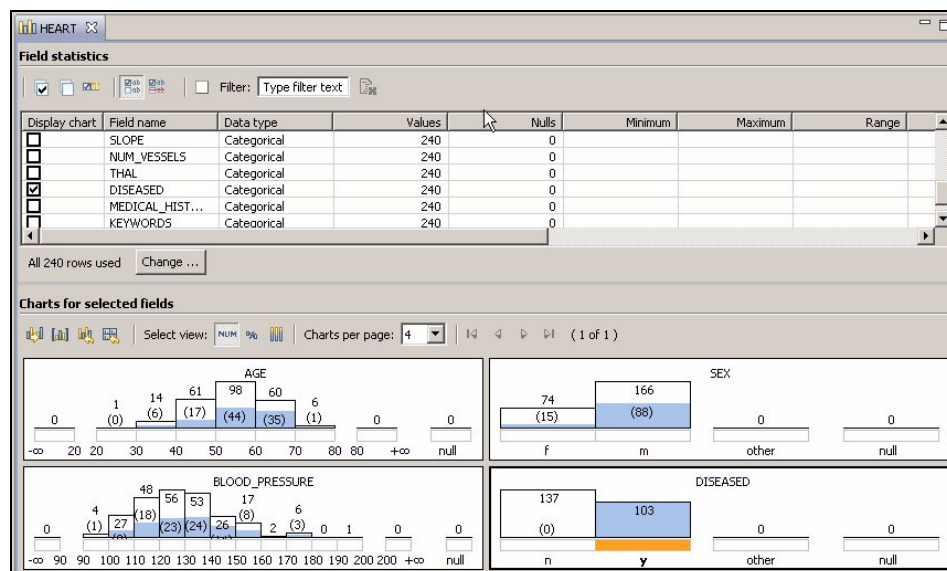 HEART
Field statistics
Filter: Type filter text
Display chart Field name Data type Values Nulls Minimum Maximum Range
SLOPE Categorical 240 0
NUM_VESSELS Categorical 240 0
THAL Categorical 240 0
DISEASED Categorical 240 0
MEDICAL_HIST... Categorical 240 0
KEYWORDS Categorical 240 0
All 240 rows used Change ...
Charts for selected fields
Select view: NUM % Charts per page: 4 (1 of 1)
AGE
0 1 14 61 98 60 6 0 0
(0) (6) (17) (44) (35) (1)
-∞ 20 20 30 40 50 60 70 80 80 +∞ null
SEX
74 166 0 0
(15) (88)
f m other null
BLOOD_PRESSURE
0 4 27 48 56 53 26 17 2 6 0 1 0 0
(1) (18) (23) (24) (8) (3)
-∞ 90 90 100 110 120 130 140 150 160 170 180 190 200 200 +∞ null
DISEASED
137 103 0 0
(0)
n y other null